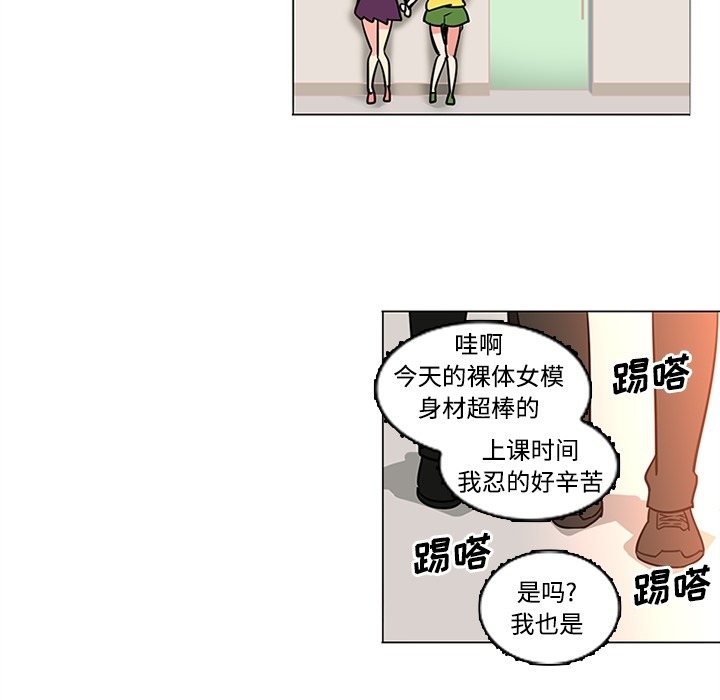 哇啊
今天的裸体女模
身材超棒的
踢嗒
上课时间
我忍的好辛苦
踢嗒
踢嗒
是吗?
我也是